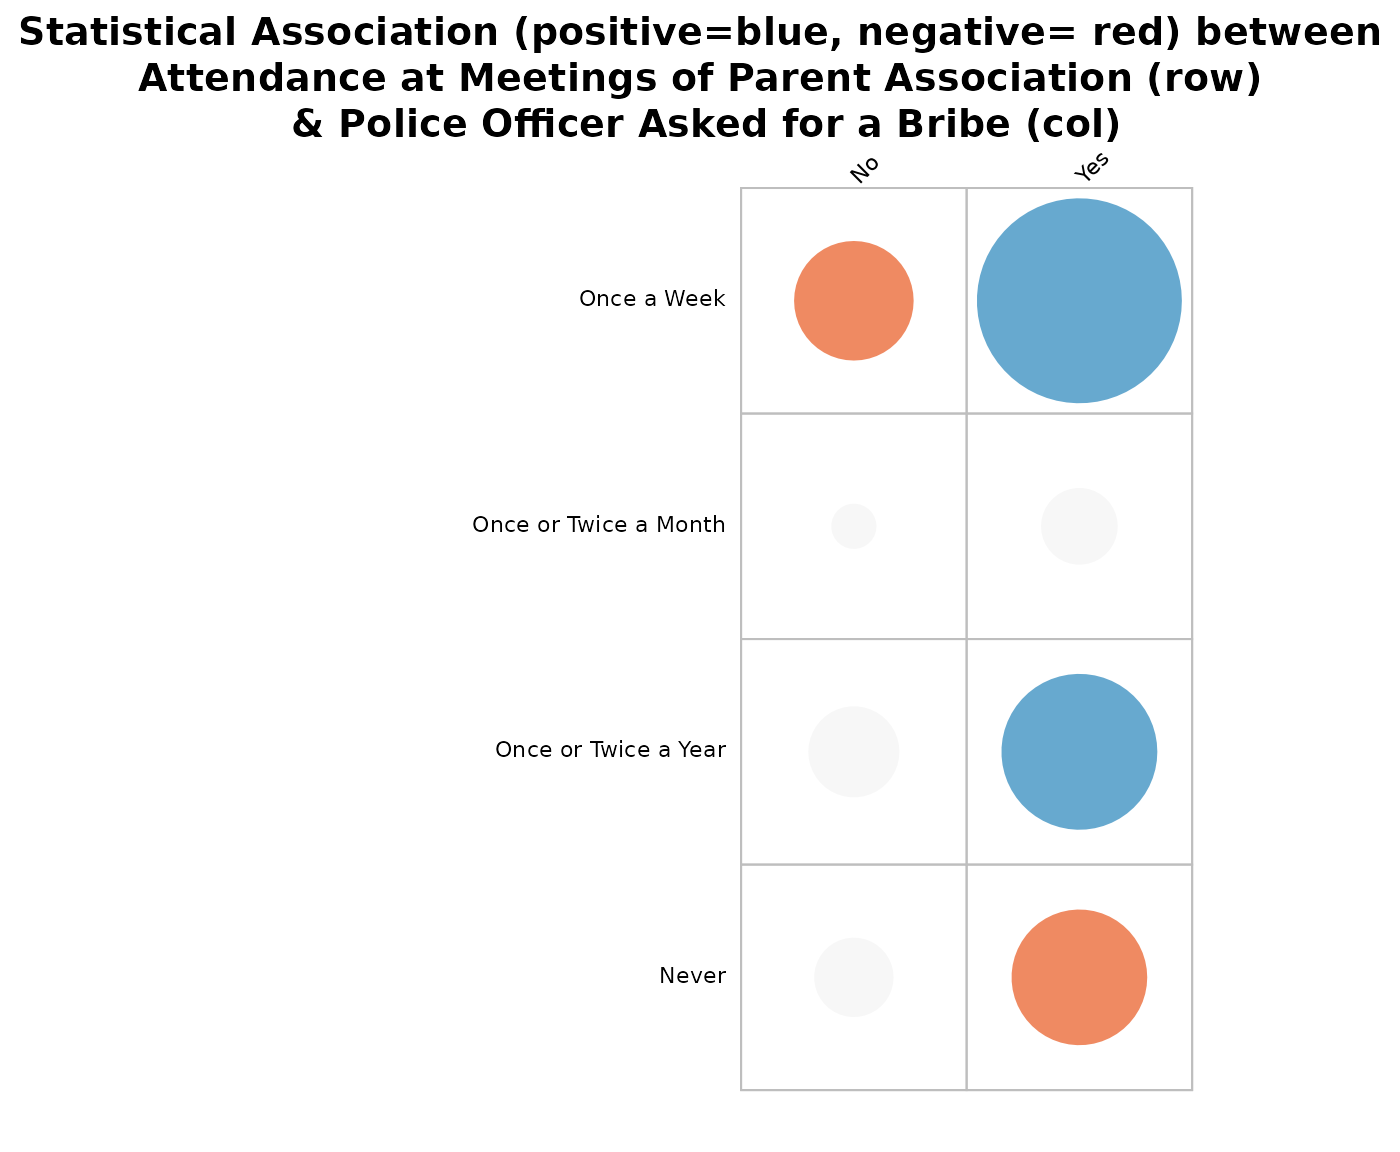 Statistical Association (positive=blue, negative= red) between
Attendance at Meetings of Parent Association (row)
& Police Officer Asked for a Bribe (col)
No
Yes
Once a Week
Once or Twice a Month
Once or Twice a Year
Never